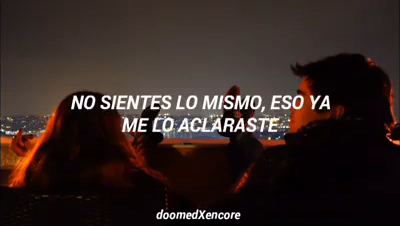 NO SIENTES LO MISMO, ESO YA
ME LO ACLARASTE
doomedXencore